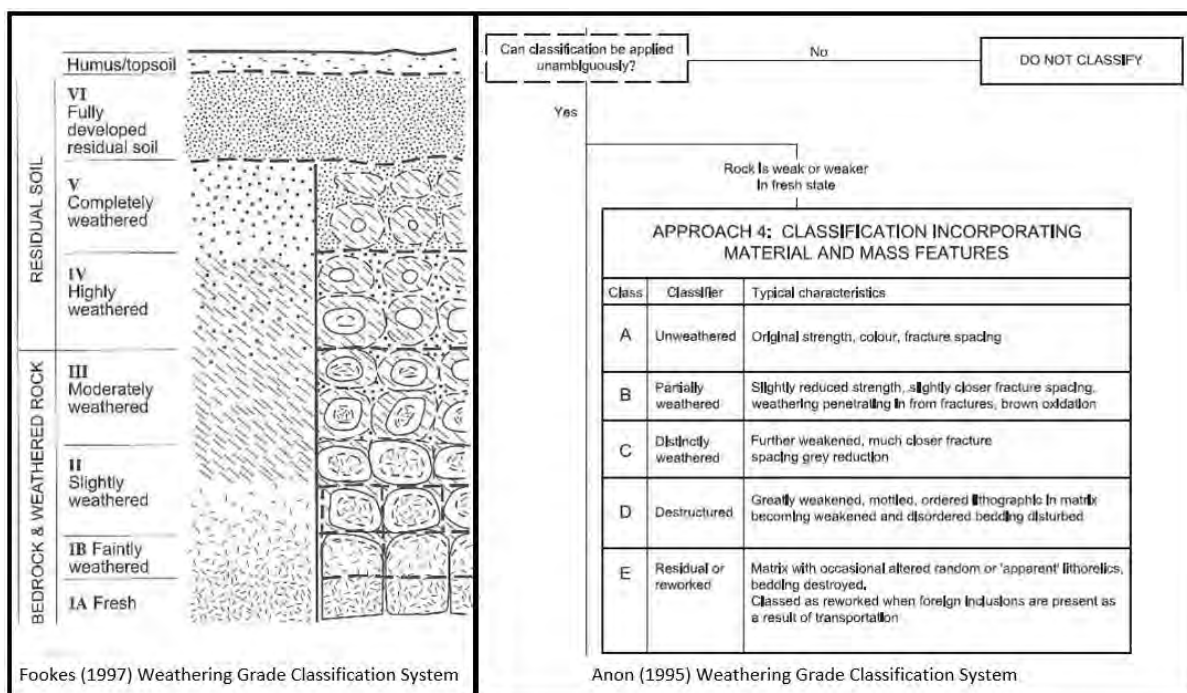 Humus/topsoil
VI
Fully
developed
residual soil
V
Completely
weathered
IV
Highly
weathered
III
Moderately
weathered
II
Slightly
weathered
IB Faintly
weathered
IA Fresh
RESIDUAL SOIL
BEDROCK & WEATHERED ROCK
Fookes (1997) Weathering Grade Classification System
Can classification be applied
unambiguously?
No
DO NOT CLASSIFY
Yes
Rock is weak or weaker
in fresh state
APPROACH 4: CLASSIFICATION INCORPORATING
MATERIAL AND MASS FEATURES
Class Classifier Typical characteristics
A Unweathered Original strength, colour, fracture spacing
B Partially weathered Slightly reduced strength, slightly closer fracture spacing,
weathering penetrating in from fractures, brown oxidation
C Distinctly weathered Further weakened, much closer fracture
spacing grey reduction
D Destructured Greatly weakened, mottled, ordered lithographic in matrix
becoming weakened and disordered bedding disturbed
E Residual or reworked Matrix with occasional altered random or 'apparent' lithorelics,
bedding destroyed.
Classed as reworked when foreign inclusions are present as
a result of transportation
Anon (1995) Weathering Grade Classification System